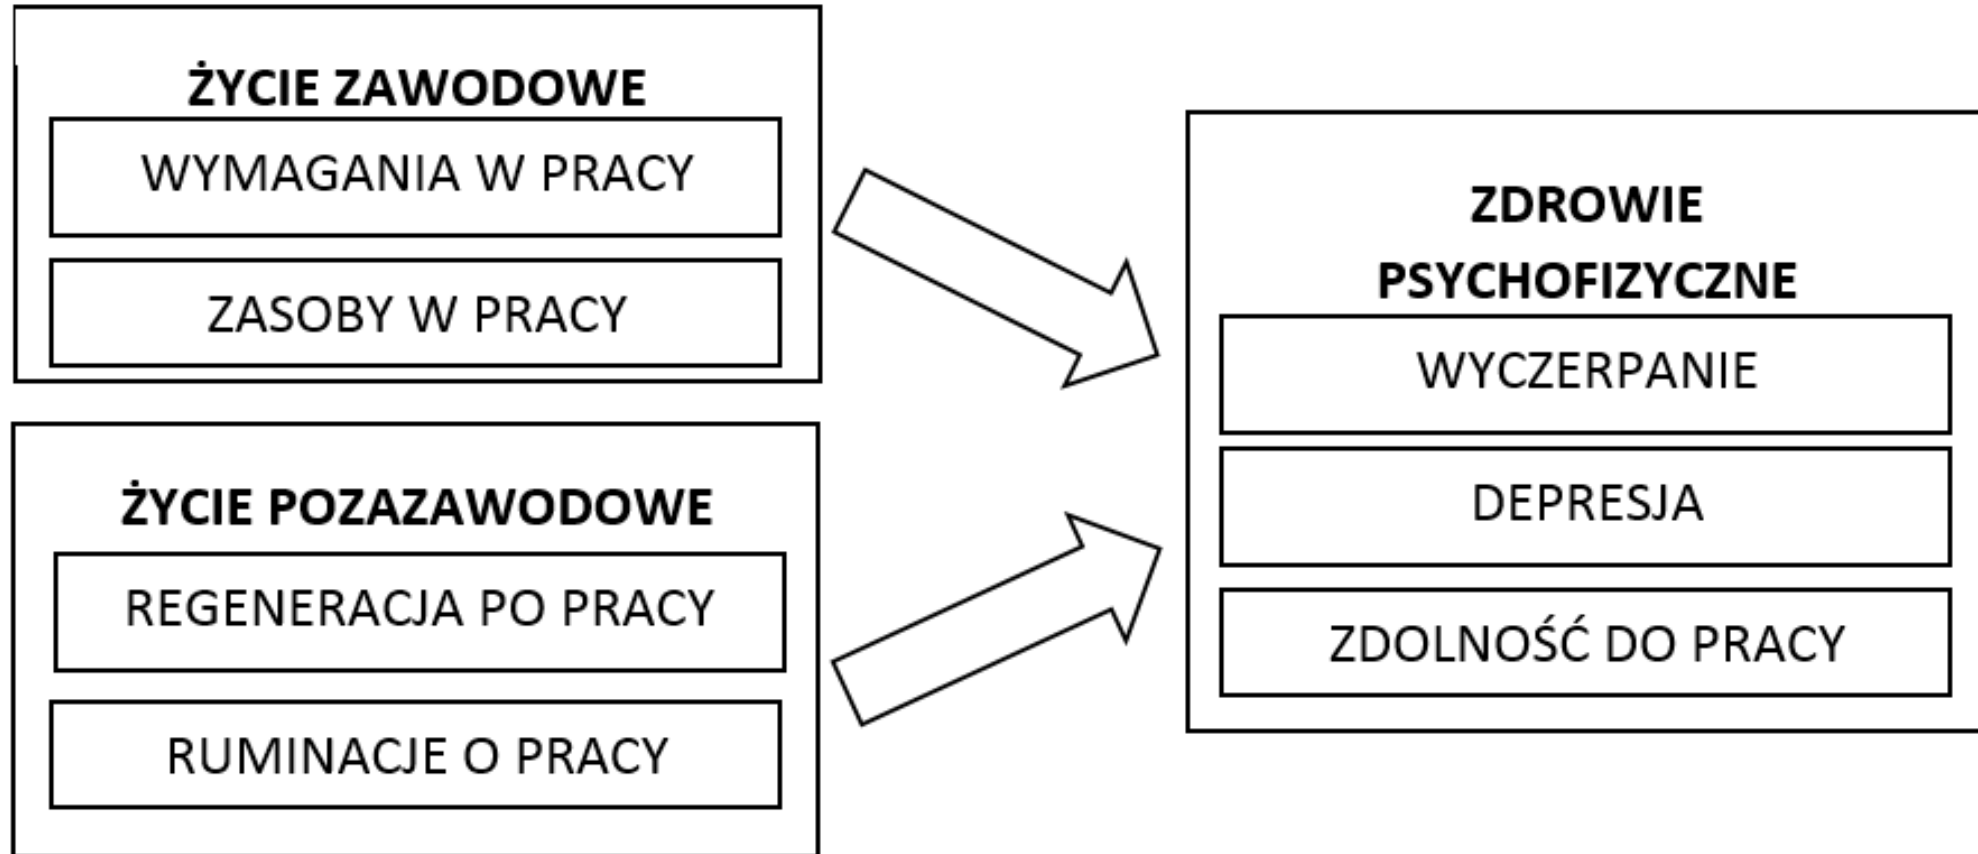 ŻYCIE ZAWODOWE
WYMAGANIA W PRACY
ZASOBY W PRACY
ŻYCIE POZAZAWODOWE
REGENERACJA PO PRACY
RUMINACJE O PRACY
ZDROWIE
PSYCHOFIZYCZNE
WYCZERPANIE
DEPRESJA
ZDOLNOŚĆ DO PRACY